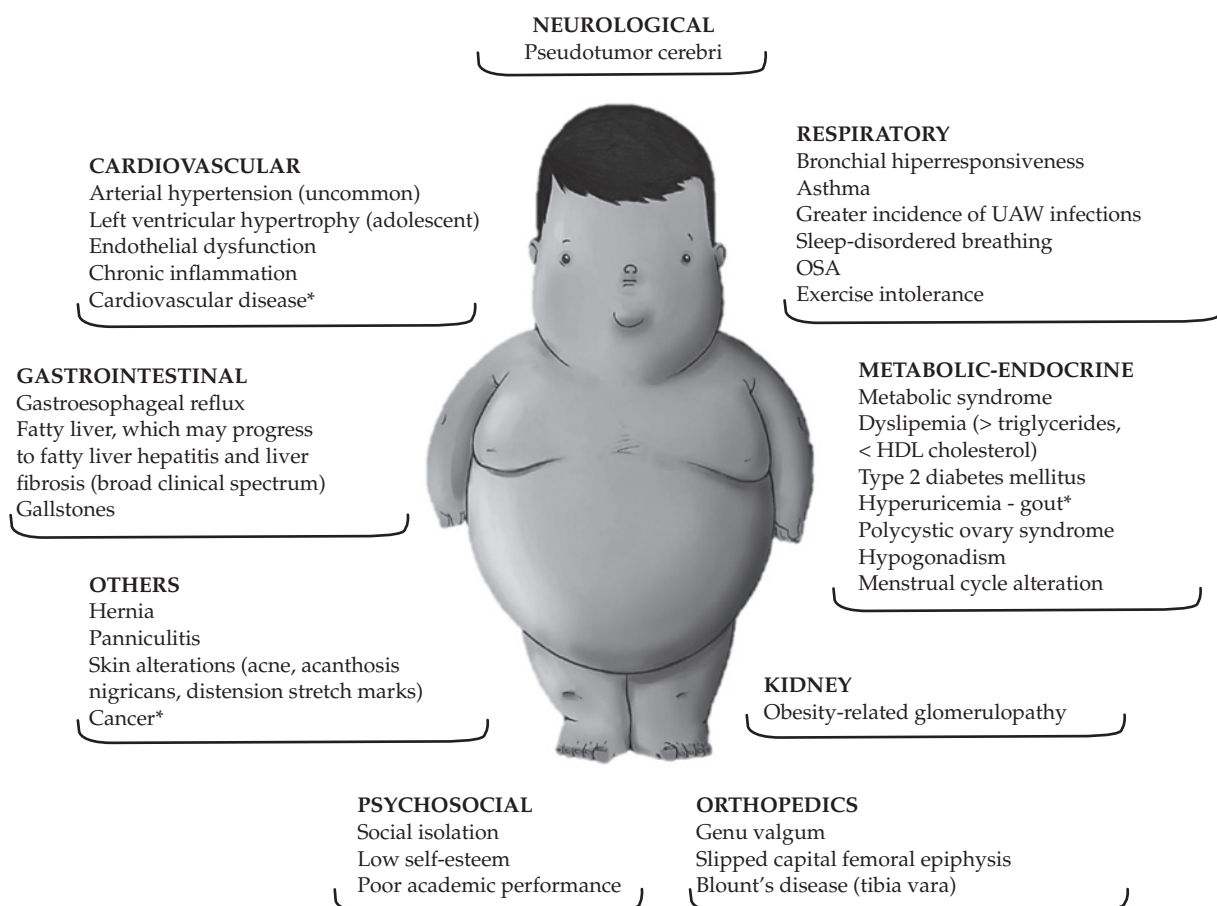 NEUROLOGICAL
Pseudotumor cerebri
CARDIOVASCULAR
Arterial hypertension (uncommon)
Left ventricular hypertrophy (adolescent)
Endothelial dysfunction
Chronic inflammation
Cardiovascular disease*
RESPIRATORY
Bronchial hiperresponsiveness
Asthma
Greater incidence of UAW infections
Sleep-disordered breathing
OSA
Exercise intolerance
GASTROINTESTINAL
Gastroesophageal reflux
Fatty liver, which may progress
to fatty liver hepatitis and liver
fibrosis (broad clinical spectrum)
Gallstones
METABOLIC-ENDOCRINE
Metabolic syndrome
Dyslipemia (> triglycerides,
< HDL cholesterol)
Type 2 diabetes mellitus
Hyperuricemia - gout*
Polycystic ovary syndrome
Hypogonadism
Menstrual cycle alteration
OTHERS
Hernia
Panniculitis
Skin alterations (acne, acanthosis
nigricans, distension stretch marks)
Cancer*
KIDNEY
Obesity-related glomerulopathy
PSYCHOSOCIAL
Social isolation
Low self-esteem
Poor academic performance
ORTHOPEDICS
Genu valgum
Slipped capital femoral epiphysis
Blount's disease (tibia vara)